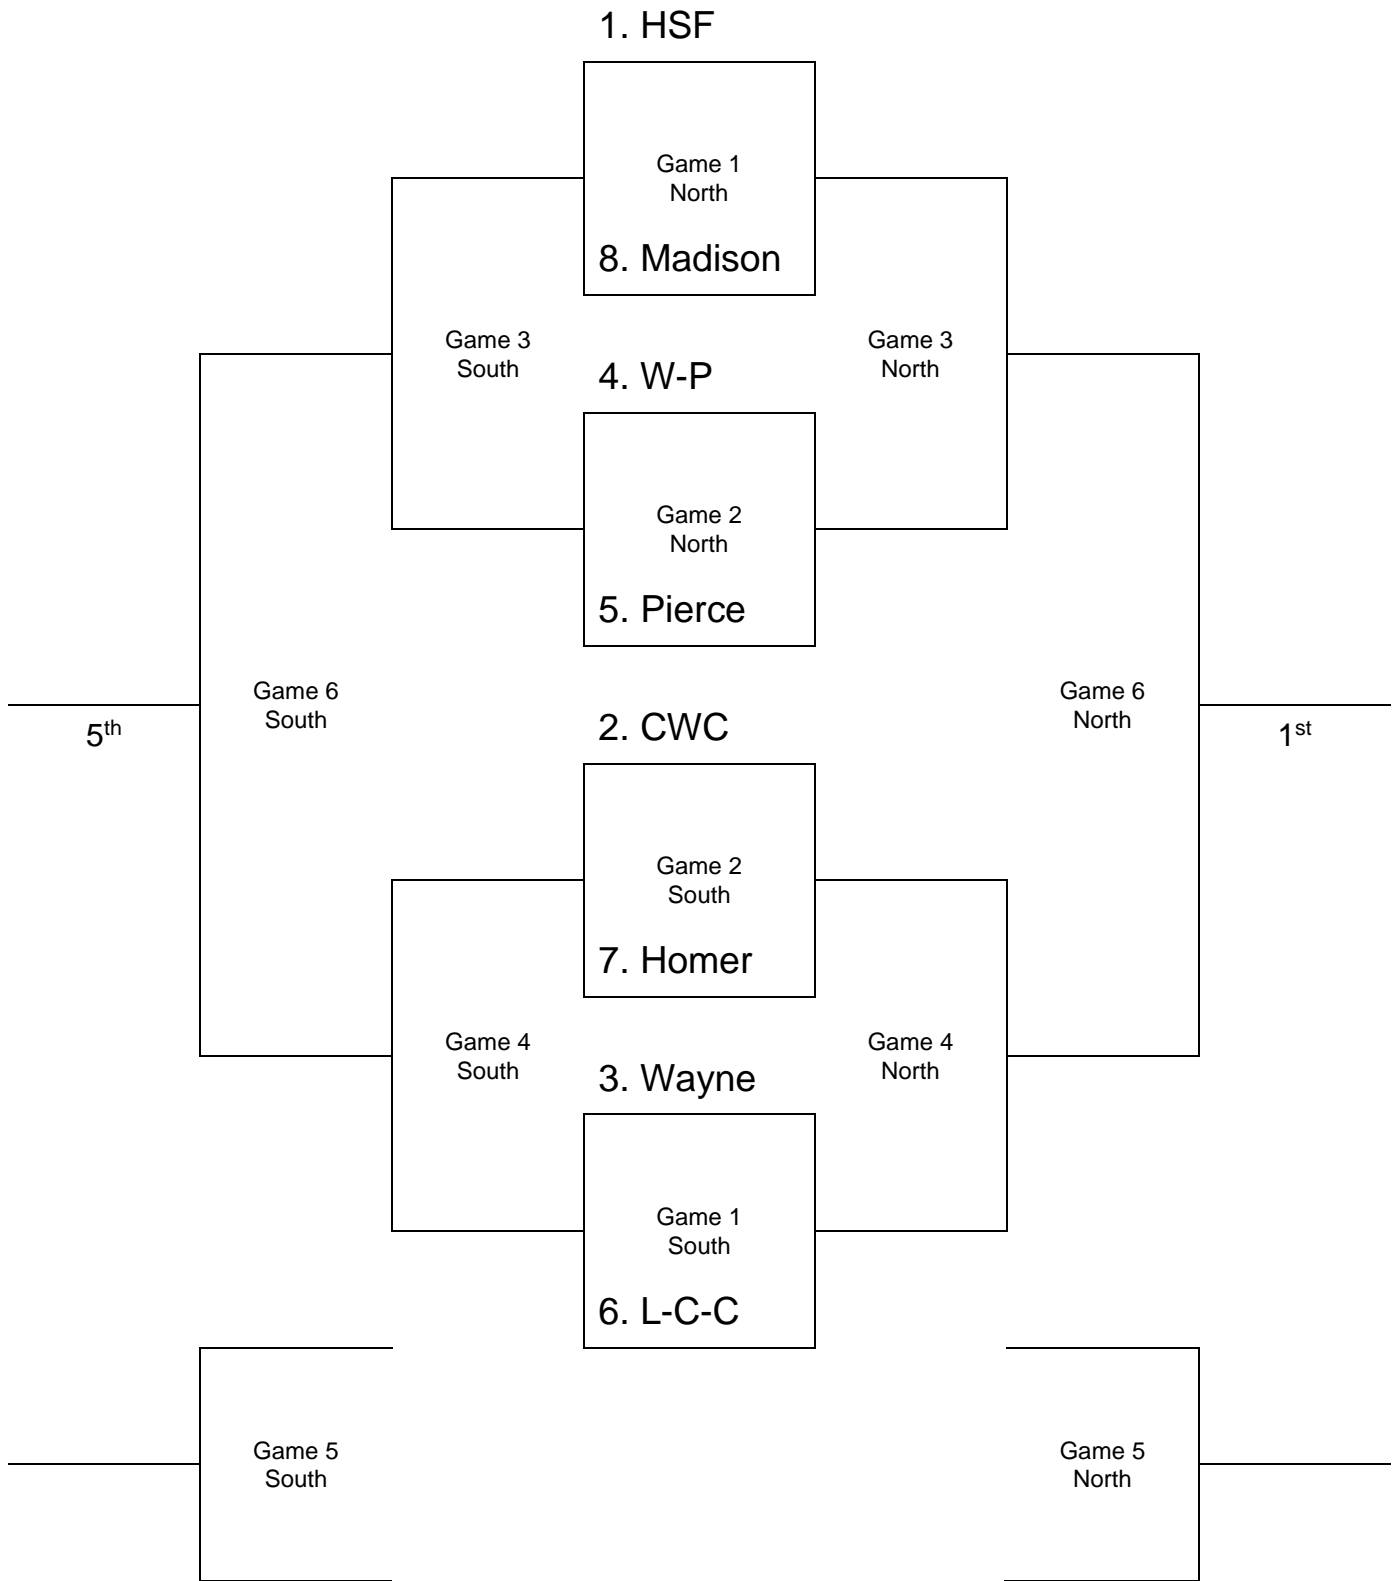 1. HSF
Game 1
North
8. Madison
Game 3
South
Game 3
North
4. W-P
Game 2
North
5. Pierce
Game 6
South
Game 6
North
5th
1st
2. CWC
Game 2
South
7. Homer
Game 4
South
Game 4
North
3. Wayne
Game 1
South
6. L-C-C
Game 5
South
Game 5
North